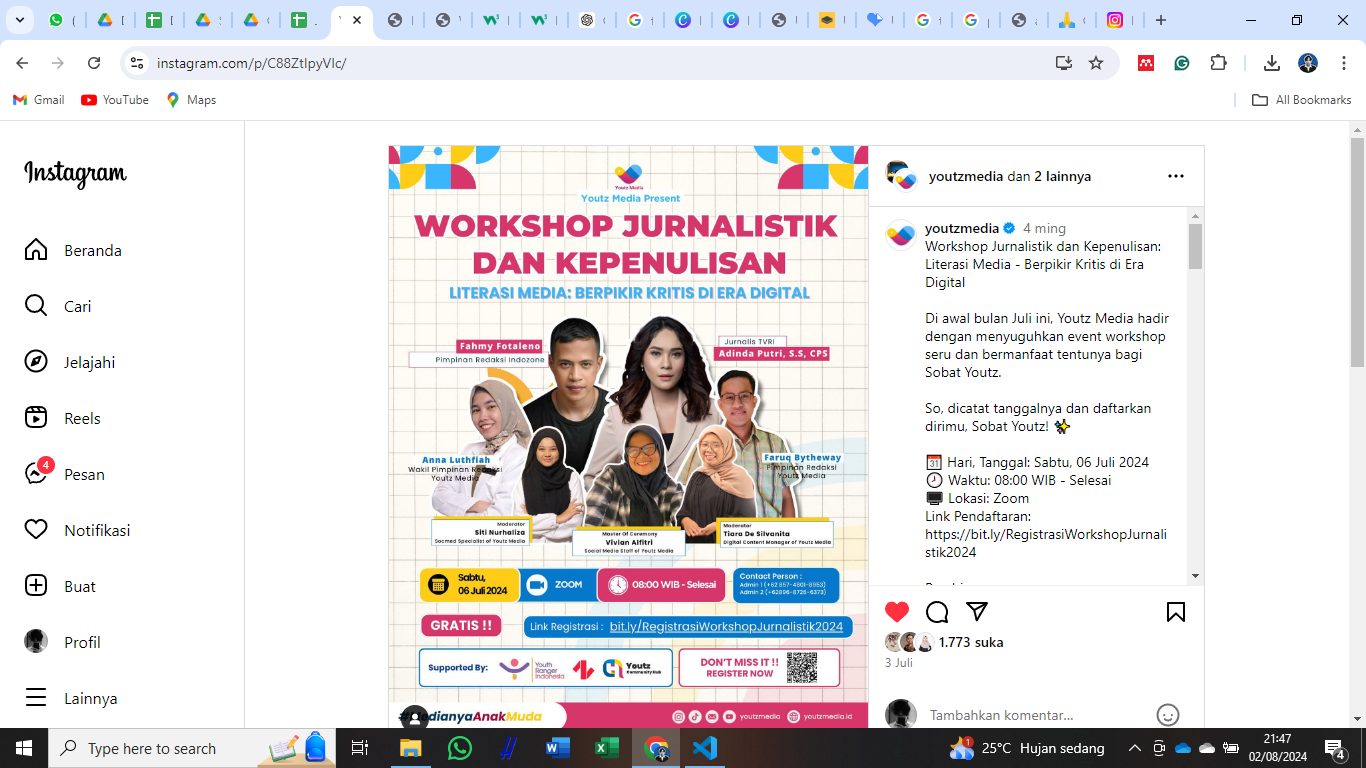 instagram.com/p/C88ZtlpyVlc/
Gmail
YouTube
Maps
All Bookmarks
Instagram
Beranda
Cari
Jelajahi
Reels
4
Pesan
Notifikasi
Buat
Profil
Lainnya
Youtz Media
Youtz Media Present
WORKSHOP JURNALISTIK
DAN KEPENULISAN
LITERASI MEDIA: BERPIKIR KRITIS DI ERA DIGITAL
Fahmy Fotaleno
Pimpinan Redaksi Indozone
Jurnalis TVRI
Adinda Putri, S.S, CPS
Anna Luthfiah
Wakil Pimpinan Redaksi
Youtz Media
Faruq Bytheway
Pimpinan Redaksi
Youtz Media
Moderator
Siti Nurhaliza
Socmed Specialist of Youtz Media
Master Of Ceremony
Vivian Alfitri
Social Media Staff of Youtz Media
Moderator
Tiara De Silvanita
Digital Content Manager of Youtz Media
Sabtu,
06 Juli 2024
ZOOM
08:00 WIB - Selesai
Contact Person :
Admin 1 (+62 857-4801-8953)
Admin 2 (+62896-8726-6373)
GRATIS !!
Link Registrasi : bit.ly/RegistrasiWorkshopJurnalistik2024
Supported By:
Youth
Ranger
Indonesia
Youtz
Community Hub
DON'T MISS IT !!
REGISTER NOW
#MedianyaAnakMuda
youtzmedia
youtzmedia.id
youtzmedia dan 2 lainnya
youtzmedia 4 ming
Workshop Jurnalistik dan Kepenulisan:
Literasi Media - Berpikir Kritis di Era
Digital
Di awal bulan Juli ini, Youtz Media hadir
dengan menyuguhkan event workshop
seru dan bermanfaat tentunya bagi
Sobat Youtz.
So, dicatat tanggalnya dan daftarkan
dirimu, Sobat Youtz! ✨
📅 Hari, Tanggal: Sabtu, 06 Juli 2024
🕗 Waktu: 08:00 WIB - Selesai
🖥️ Lokasi: Zoom
Link Pendaftaran:
https://bit.ly/RegistrasiWorkshopJurnali
stik2024
1.773 suka
3 Juli
Tambahkan komentar...
Type here to search
25°C Hujan sedang
21:47
02/08/2024
4